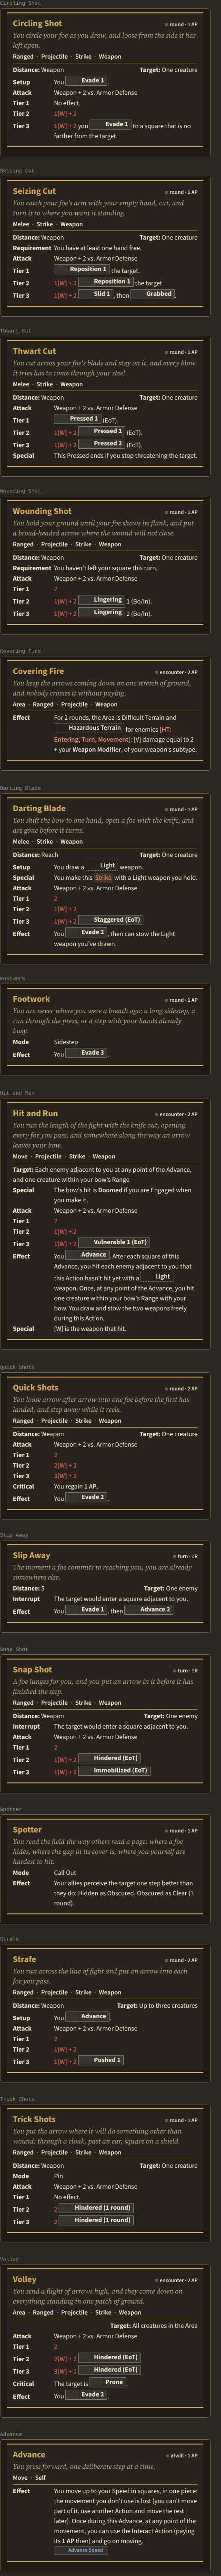 Circling Shot
Circling Shot
round · 1 AP
You circle your foe as you draw, and loose from the side he has
left open.
Ranged · Projectile · Strike · Weapon
Distance: Weapon Target: One creature
Setup You Evade 1.
Attack Weapon + 2 vs. Armor Defense
Tier 1 No effect.
Tier 2 1[W] + 2
Tier 3 1[W] + 2 you Evade 1 to a square that is no
farther from the target.
Seizing Cut
Seizing Cut
round · 1 AP
You catch your foe's arm with your empty hand, cut, and
turn it to where you want it standing.
Melee · Strike · Weapon
Distance: Weapon Target: One creature
Requirement You have at least one hand free.
Attack Weapon + 2 vs. Armor Defense
Tier 1 Reposition 1 the target.
Tier 2 1[W] + 2 Reposition 1 the target.
Tier 3 1[W] + 2 Slid 1, then Grabbed.
Thwart Cut
Thwart Cut
round · 1 AP
You cut across your foe's blade and stay on it, and every blow
it tries has to come through your steel.
Melee · Strike · Weapon
Distance: Weapon Target: One creature
Attack Weapon + 2 vs. Armor Defense
Tier 1 Pressed 1 (EoT).
Tier 2 1[W] + 2 Pressed 1 (EoT).
Tier 3 1[W] + 2 Pressed 2 (EoT).
Special This Pressed ends if you stop threatening the target.
Wounding Shot
Wounding Shot
round · 1 AP
You hold your ground until your foe shows its flank, and put
a broad-headed arrow where the wound will not close.
Ranged · Projectile · Strike · Weapon
Distance: Weapon Target: One creature
Requirement You haven't left your square this turn.
Attack Weapon + 2 vs. Armor Defense
Tier 1 2
Tier 2 1[W] + 2 Lingering 1 (Bo/In).
Tier 3 1[W] + 2 Lingering 2 (Bo/In).
Covering Fire
Covering Fire
encounter · 2 AP
You keep the arrows coming down on one stretch of ground,
and nobody crosses it without paying.
Area · Ranged · Projectile · Weapon
Effect For 2 rounds, the Area is Difficult Terrain and
Hazardous Terrain for enemies [HT:
Entering, Turn, Movement]: [V] damage equal to 2
+ your Weapon Modifier, of your weapon's subtype.
Darting Blade
Darting Blade
round · 1 AP
You shift the bow to one hand, open a foe with the knife, and
are gone before it turns.
Melee · Strike · Weapon
Distance: Reach Target: One creature
Setup You draw a Light weapon.
Special You make this Strike with a Light weapon you hold.
Attack Weapon + 2 vs. Armor Defense
Tier 1 2
Tier 2 1[W] + 2
Tier 3 1[W] + 2 Staggered (EoT)
Effect You Evade 2, then can stow the Light
weapon you've drawn.
Footwork
Footwork
round · 1 AP
You are never where you were a breath ago: a long sidestep, a
run through the press, or a step with your hands already
busy.
Mode Sidestep
Effect You Evade 3.
Hit and Run
Hit and Run
encounter · 2 AP
You run the length of the fight with the knife out, opening
every foe you pass, and somewhere along the way an arrow
leaves your bow.
Move · Projectile · Strike · Weapon
Target: Each enemy adjacent to you at any point of the Advance,
and one creature within your bow's Range
Special The bow's hit is Doomed if you are Engaged when
you make it.
Attack Weapon + 2 vs. Armor Defense
Tier 1 2
Tier 2 1[W] + 2
Tier 3 1[W] + 2 Vulnerable 1 (EoT)
Effect You Advance. After each square of this
Advance, you hit each enemy adjacent to you that
this Action hasn't hit yet with a Light
weapon. Once, at any point of the Advance, you hit
one creature within your bow's Range with your
bow. You draw and stow the two weapons freely
during this Action.
Special [W] is the weapon that hit.
Quick Shots
Quick Shots
round · 2 AP
You loose arrow after arrow into one foe before the first has
landed, and step away while it reels.
Ranged · Projectile · Strike · Weapon
Distance: Weapon Target: One creature
Attack Weapon + 2 vs. Armor Defense
Tier 1 2
Tier 2 2[W] + 2
Tier 3 3[W] + 2
Critical You regain 1 AP.
Effect You Evade 2.
Slip Away
Slip Away
turn · 1R
The moment a foe commits to reaching you, you are already
somewhere else.
Distance: 5 Target: One enemy
Interrupt The target would enter a square adjacent to you.
Effect You Evade 1, then Advance 2.
Snap Shot
Snap Shot
turn · 1R
A foe lunges for you, and you put an arrow in it before it has
finished the step.
Ranged · Projectile · Strike · Weapon
Distance: Weapon Target: One enemy
Interrupt The target would enter a square adjacent to you.
Attack Weapon + 2 vs. Armor Defense
Tier 1 2
Tier 2 1[W] + 2 Hindered (EoT)
Tier 3 1[W] + 2 Immobilized (EoT)
Spotter
Spotter
round · 1 AP
You read the field the way others read a page: where a foe
hides, where the gap in its cover is, where you yourself are
hardest to hit.
Mode Call Out
Effect Your allies perceive the target one step better than
they do: Hidden as Obscured, Obscured as Clear (1
round).
Strafe
Strafe
round · 2 AP
You run across the line of fight and put an arrow into each
foe you pass.
Ranged · Projectile · Strike · Weapon
Distance: Weapon Target: Up to three creatures
Setup You Advance.
Attack Weapon + 2 vs. Armor Defense
Tier 1 2
Tier 2 1[W] + 2
Tier 3 1[W] + 2 Pushed 1
Trick Shots
Trick Shots
round · 1 AP
You put the arrow where it will do something other than
wound: through a cloak, past an ear, square on a shield.
Ranged · Projectile · Strike · Weapon
Distance: Weapon Target: One creature
Mode Pin
Attack Weapon + 2 vs. Armor Defense
Tier 1 No effect.
Tier 2 2 Hindered (1 round)
Tier 3 2 Hindered (1 round)
Volley
Volley
encounter · 2 AP
You send a flight of arrows high, and they come down on
everything standing in one patch of ground.
Area · Ranged · Projectile · Strike · Weapon
Target: All creatures in the Area
Attack Weapon + 2 vs. Armor Defense
Tier 1 2
Tier 2 2[W] + 2 Hindered (EoT)
Tier 3 3[W] + 2 Hindered (EoT)
Critical The target is Prone.
Effect You Evade 2.
Advance
Advance
atwill · 1 AP
You press forward, one deliberate step at a time.
Move · Self
Effect You move up to your Speed in squares, in one piece:
the movement you don't use is lost (you can't move
part of it, use another Action and move the rest
later). Once during this Advance, at any point of the
movement, you can use the Interact Action (paying
its 1 AP then) and go on moving.
Advance Speed